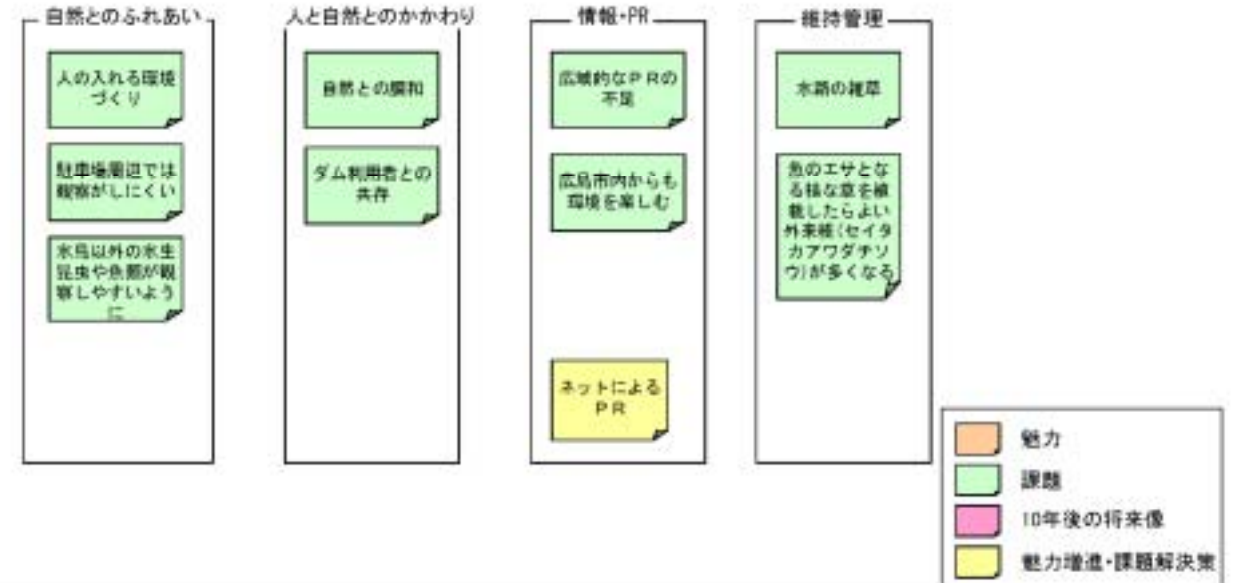 自然とのふれあい
人の入れる環境
づくり
駐車場周辺では
観察がしにくい
水鳥以外の水生
昆虫や魚類が観
察しやすいよう
に
人と自然とのかかわり
自然との調和
ダム利用者との
共存
情報・PR
広域的なPRの
不足
広島市内からも
環境を楽しむ
ネットによる
PR
維持管理
水路の雑草
魚のエサとな
る様な草を植
栽したらよい
外来種(セイタ
カアワダチソ
ウ)が多くなる
魅力
課題
10年後の将来像
魅力増進・課題解決策